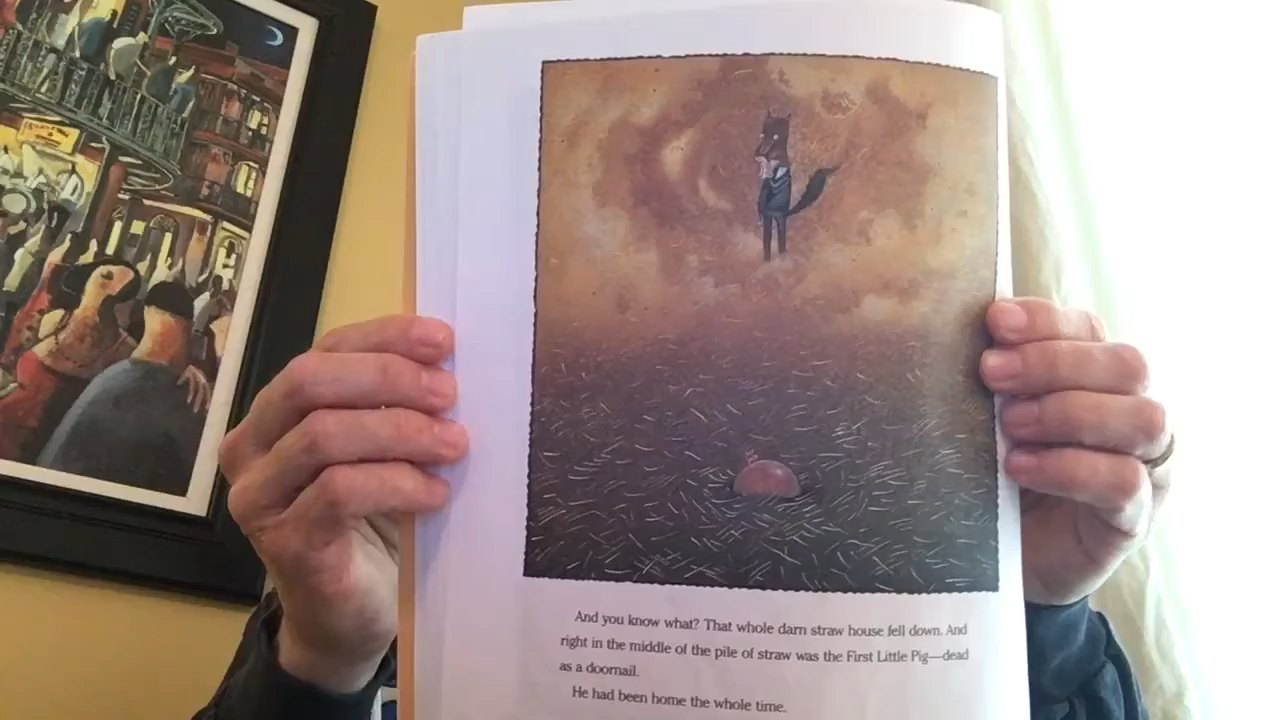 And you know what? That whole darn straw house fell down. And
right in the middle of the pile of straw was the First Little Pig—dead
as a doornail.
He had been home the whole time.